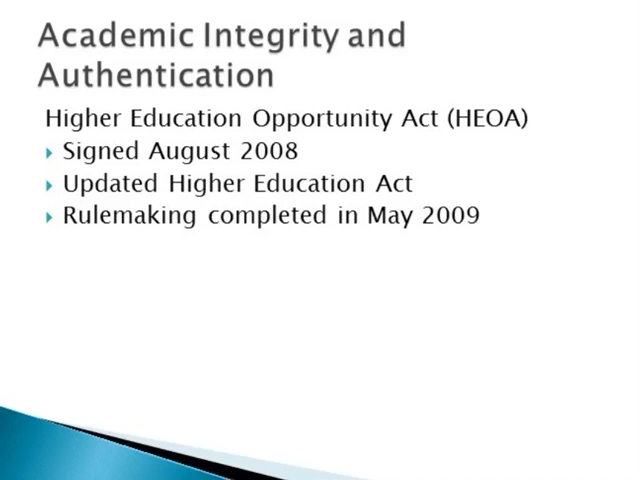 Academic Integrity and
Authentication
Higher Education Opportunity Act (HEOA)
Signed August 2008
Updated Higher Education Act
Rulemaking completed in May 2009